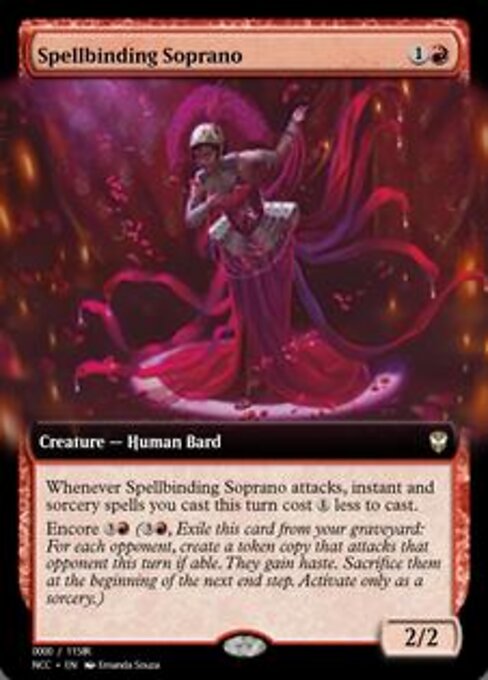 Spellbinding Soprano
1
Creature — Human Bard
Whenever Spellbinding Soprano attacks, instant and
sorcery spells you cast this turn cost 1 less to cast.
Encore 3 (3, Exile this card from your graveyard:
For each opponent, create a token copy that attacks that
opponent this turn if able. They gain haste. Sacrifice them
at the beginning of the next end step. Activate only as a
sorcery.)
2/2
NCC • EN Ernanda Souza